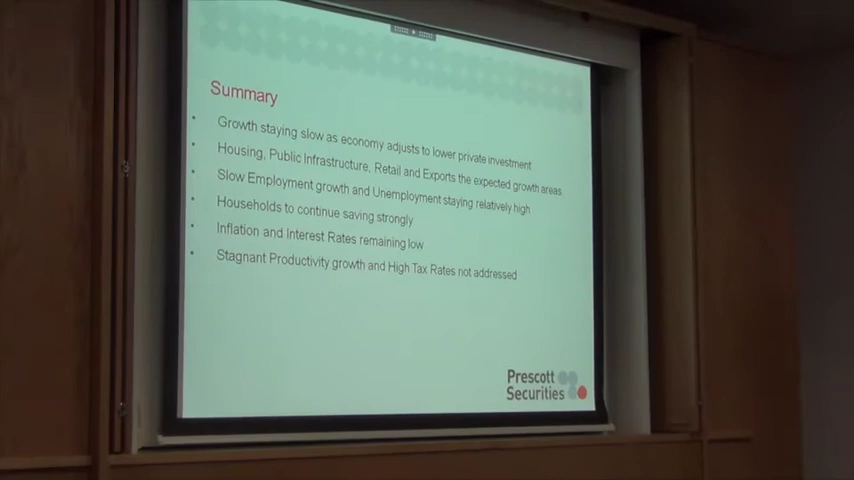 Summary
• Growth staying slow as economy adjusts to lower private investment
• Housing, Public Infrastructure, Retail and Exports the expected growth areas
• Slow Employment growth and Unemployment staying relatively high
• Households to continue saving strongly
• Inflation and Interest Rates remaining low
• Stagnant Productivity growth and High Tax Rates not addressed
Prescott
Securities